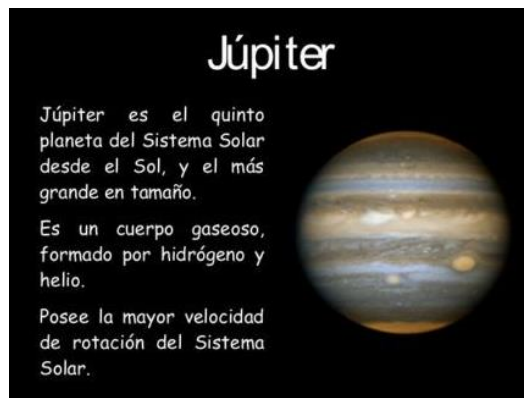 Júpiter
Júpiter es el quinto
planeta del Sistema Solar
desde el Sol, y el más
grande en tamaño.
Es un cuerpo gaseoso,
formado por hidrógeno y
helio.
Posee la mayor velocidad
de rotación del Sistema
Solar.